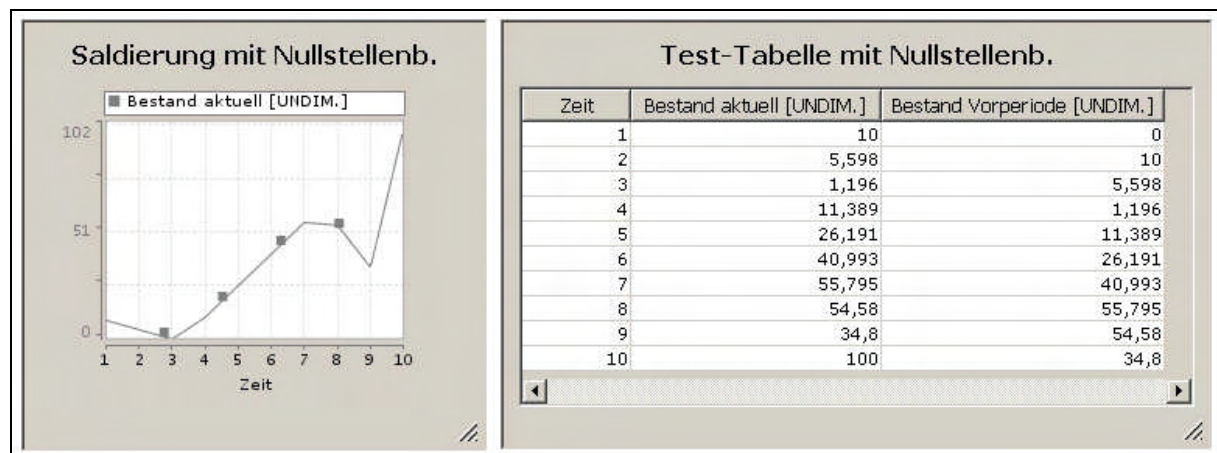 Saldierung mit Nullstellenb.
Bestand aktuell [UNDIM.]
102
51
0
1 2 3 4 5 6 7 8 9 10
Zeit
Test-Tabelle mit Nullstellenb.
Zeit Bestand aktuell [UNDIM.] Bestand Vorperiode [UNDIM.]
1 10 0
2 5,598 10
3 1,196 5,598
4 11,389 1,196
5 26,191 11,389
6 40,993 26,191
7 55,795 40,993
8 54,58 55,795
9 34,8 54,58
10 100 34,8